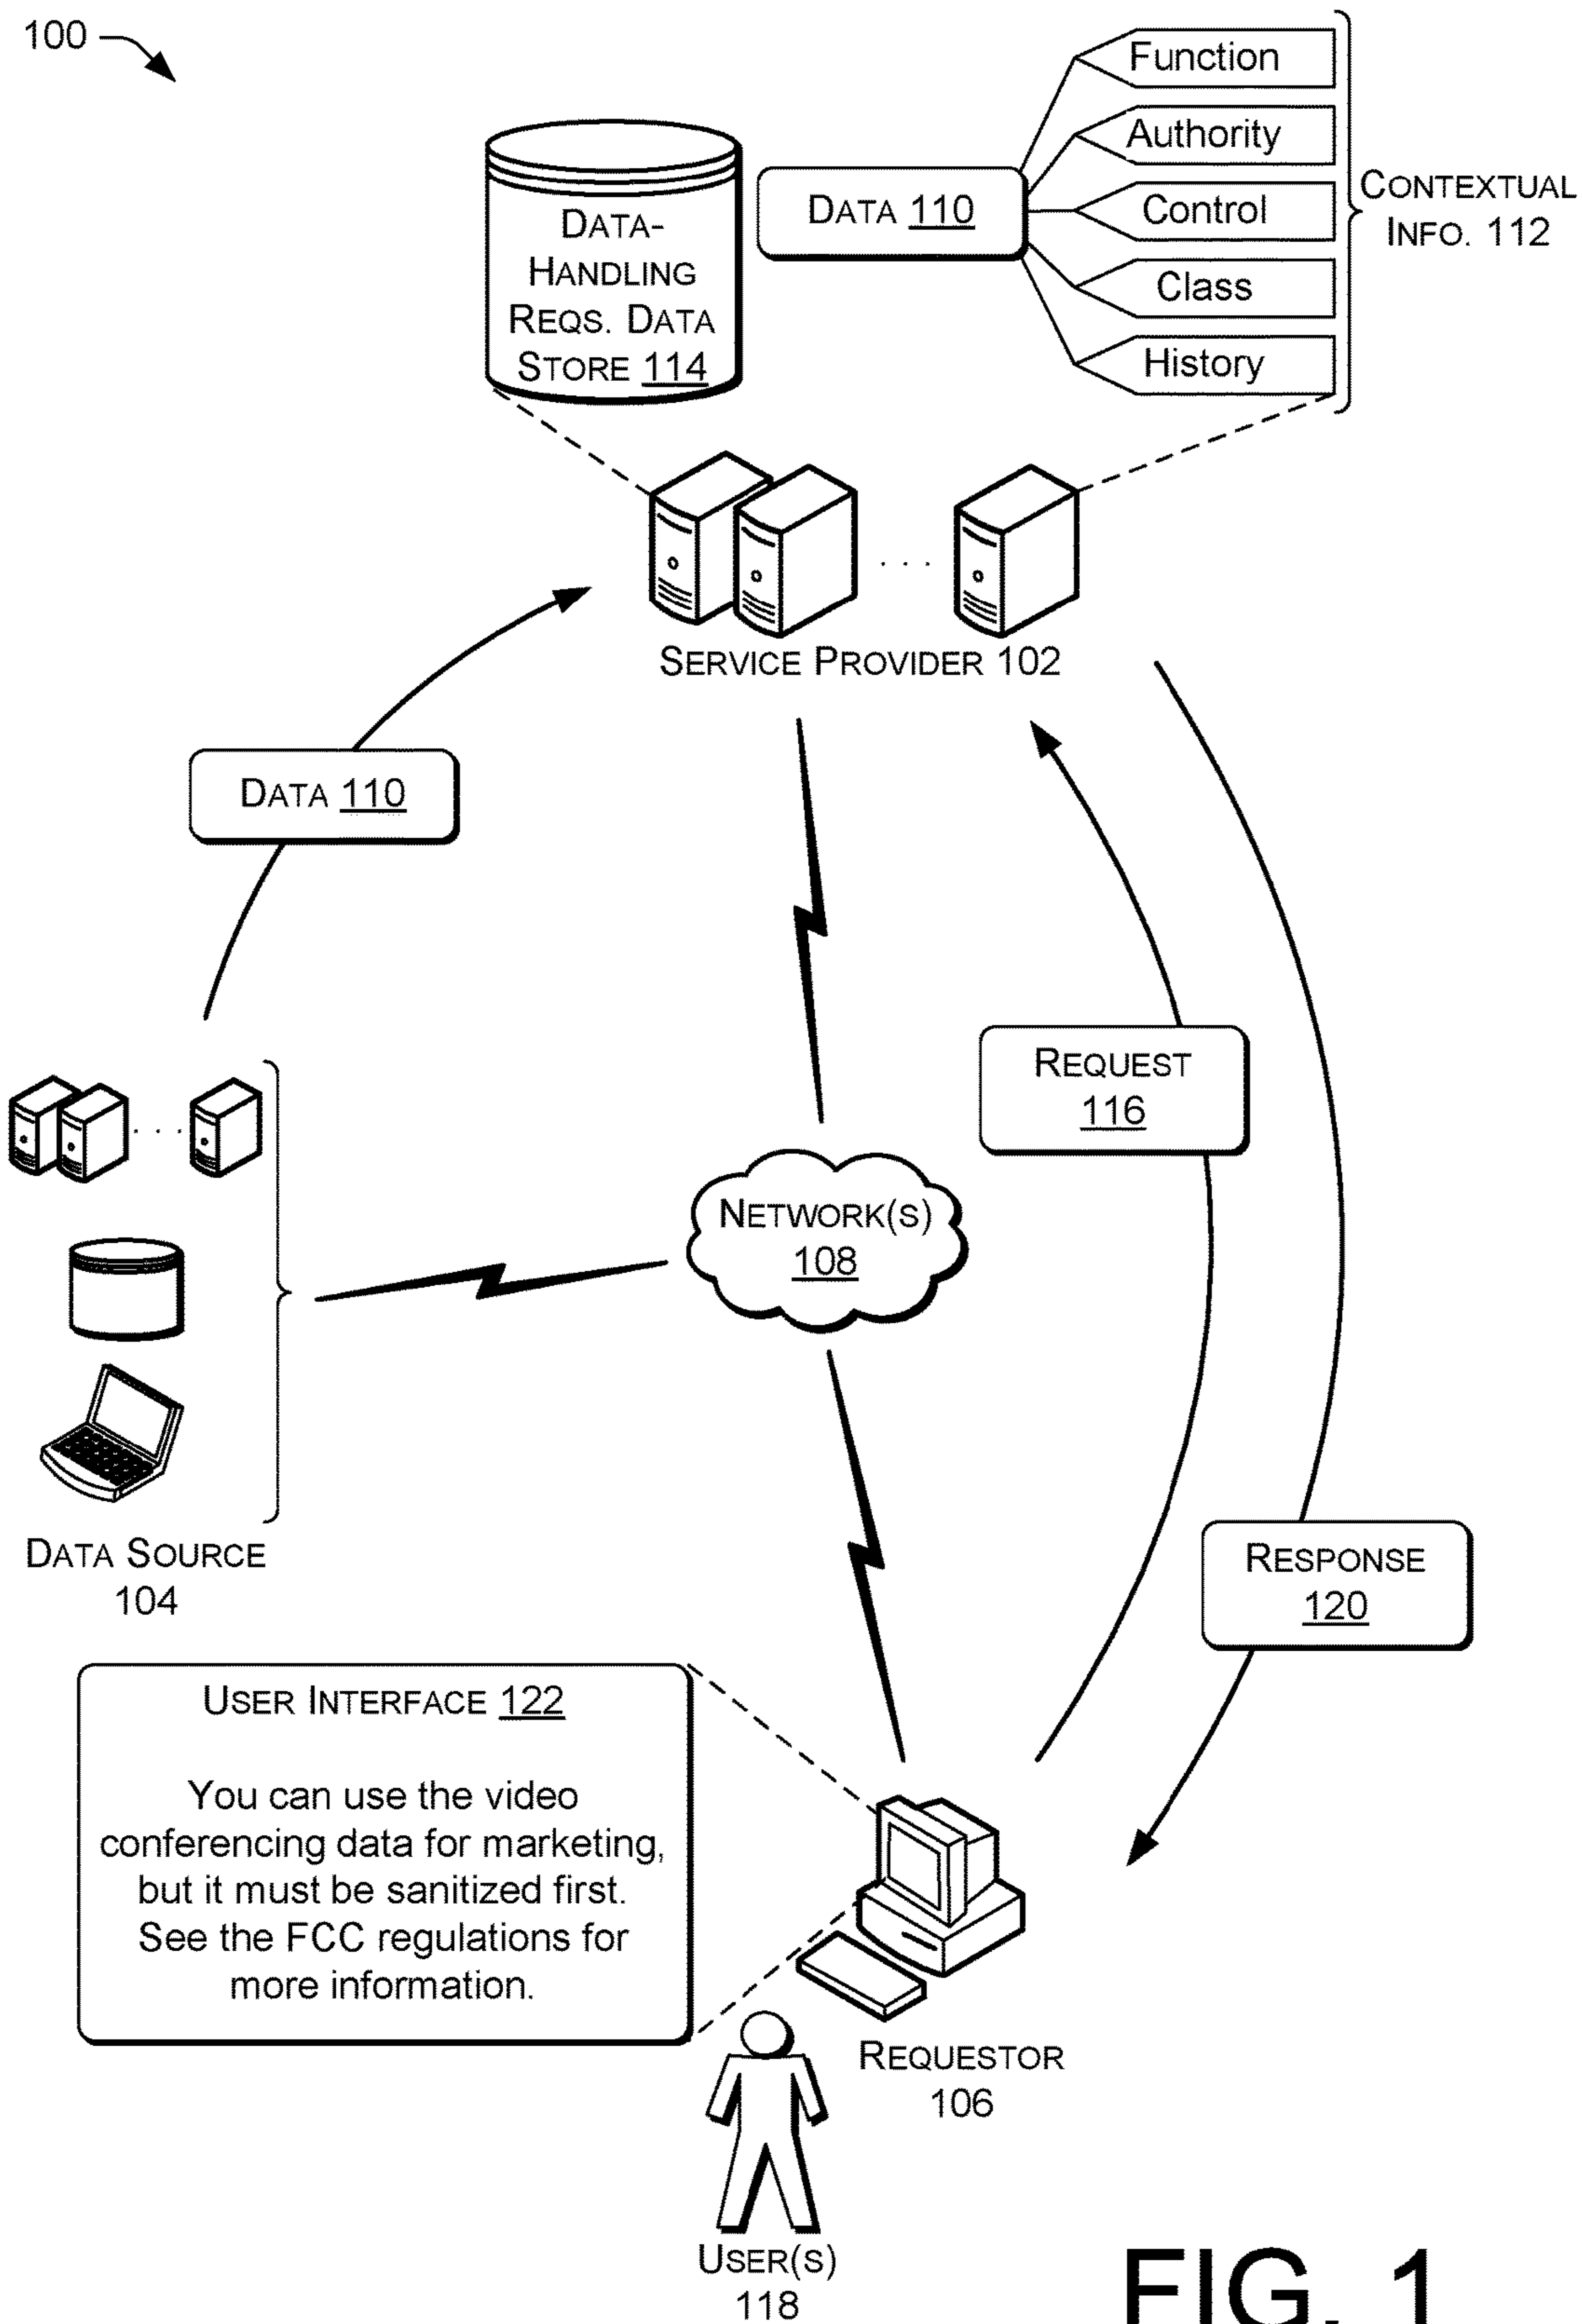 100
Function
Authority
Control
Class
History
CONTEXTUAL
INFO. 112
DATA 110
DATA-
HANDLING
REQS. DATA
STORE 114
SERVICE PROVIDER 102
DATA 110
REQUEST
116
NETWORK(S)
108
DATA SOURCE
104
RESPONSE
120
USER INTERFACE 122
You can use the video
conferencing data for marketing,
but it must be sanitized first.
See the FCC regulations for
more information.
REQUESTOR
106
USER(S)
118
FIG. 1